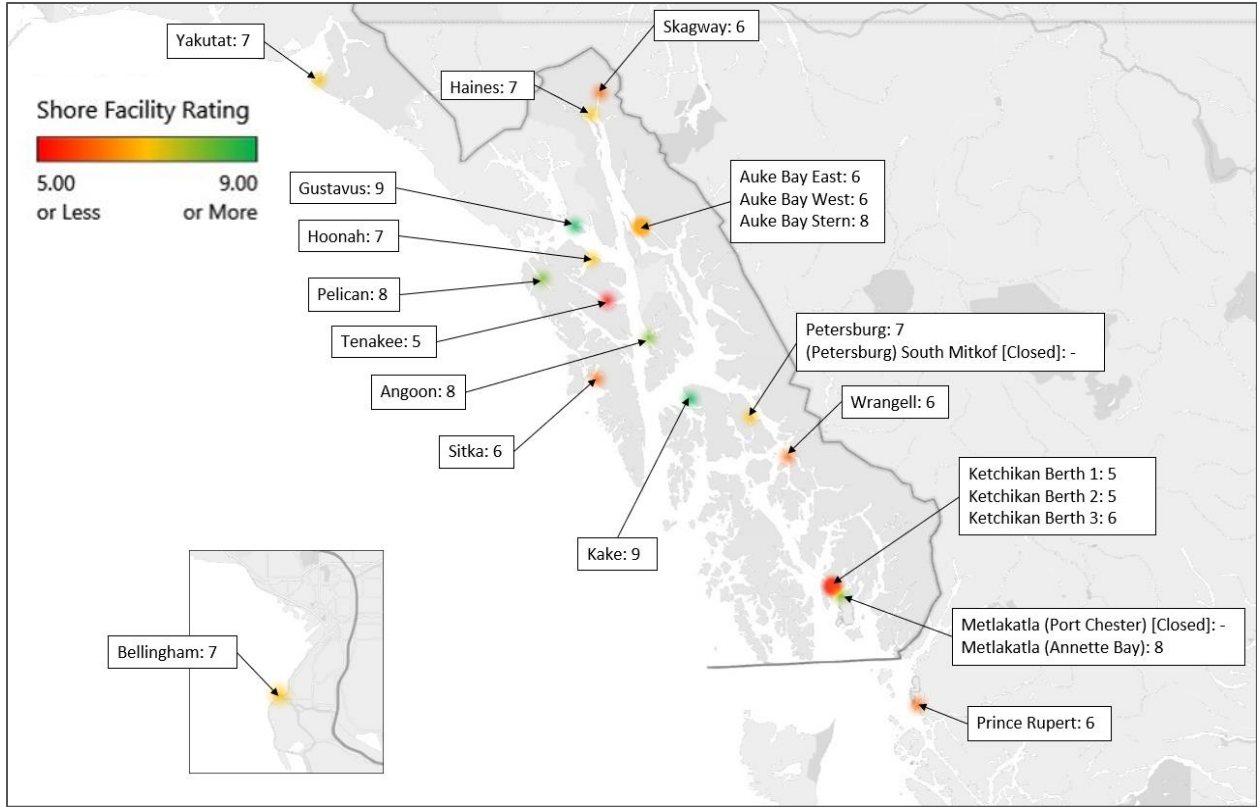 Skagway: 6
Yakutat: 7
Haines: 7
Shore Facility Rating
5.00
or Less
9.00
or More
Gustavus: 9
Auke Bay East: 6
Auke Bay West: 6
Auke Bay Stern: 8
Hoonah: 7
Pelican: 8
Tenakee: 5
Petersburg: 7
(Petersburg) South Mitkof [Closed]: -
Angoon: 8
Wrangell: 6
Sitka: 6
Ketchikan Berth 1: 5
Ketchikan Berth 2: 5
Ketchikan Berth 3: 6
Kake: 9
Metlakatla (Port Chester) [Closed]: -
Metlakatla (Annette Bay): 8
Bellingham: 7
Prince Rupert: 6